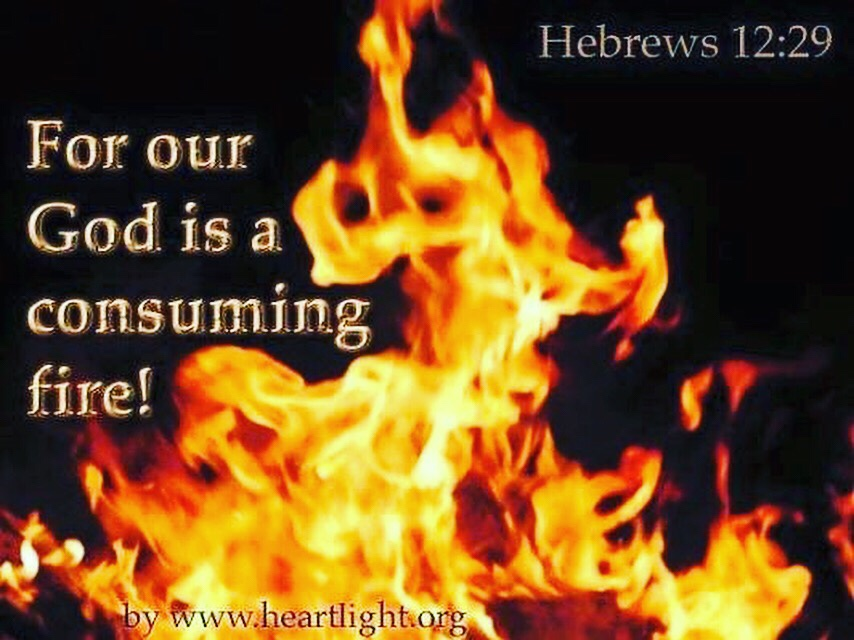 Hebrews 12:29
For our
God is a
consuming
fire!
by www.heartlight.org